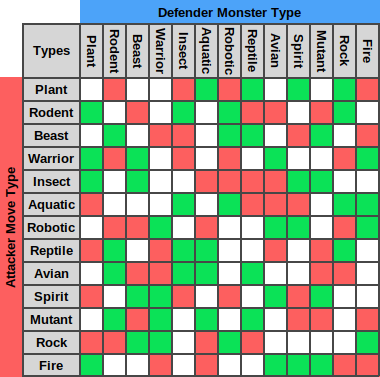 Defender Monster Type
Types Plant Rodent Beast Warrior Insect Aquatic Robotic Reptile Avian Spirit Mutant Rock Fire
Attacker Move Type
Plant
Rodent
Beast
Warrior
Insect
Aquatic
Robotic
Reptile
Avian
Spirit
Mutant
Rock
Fire